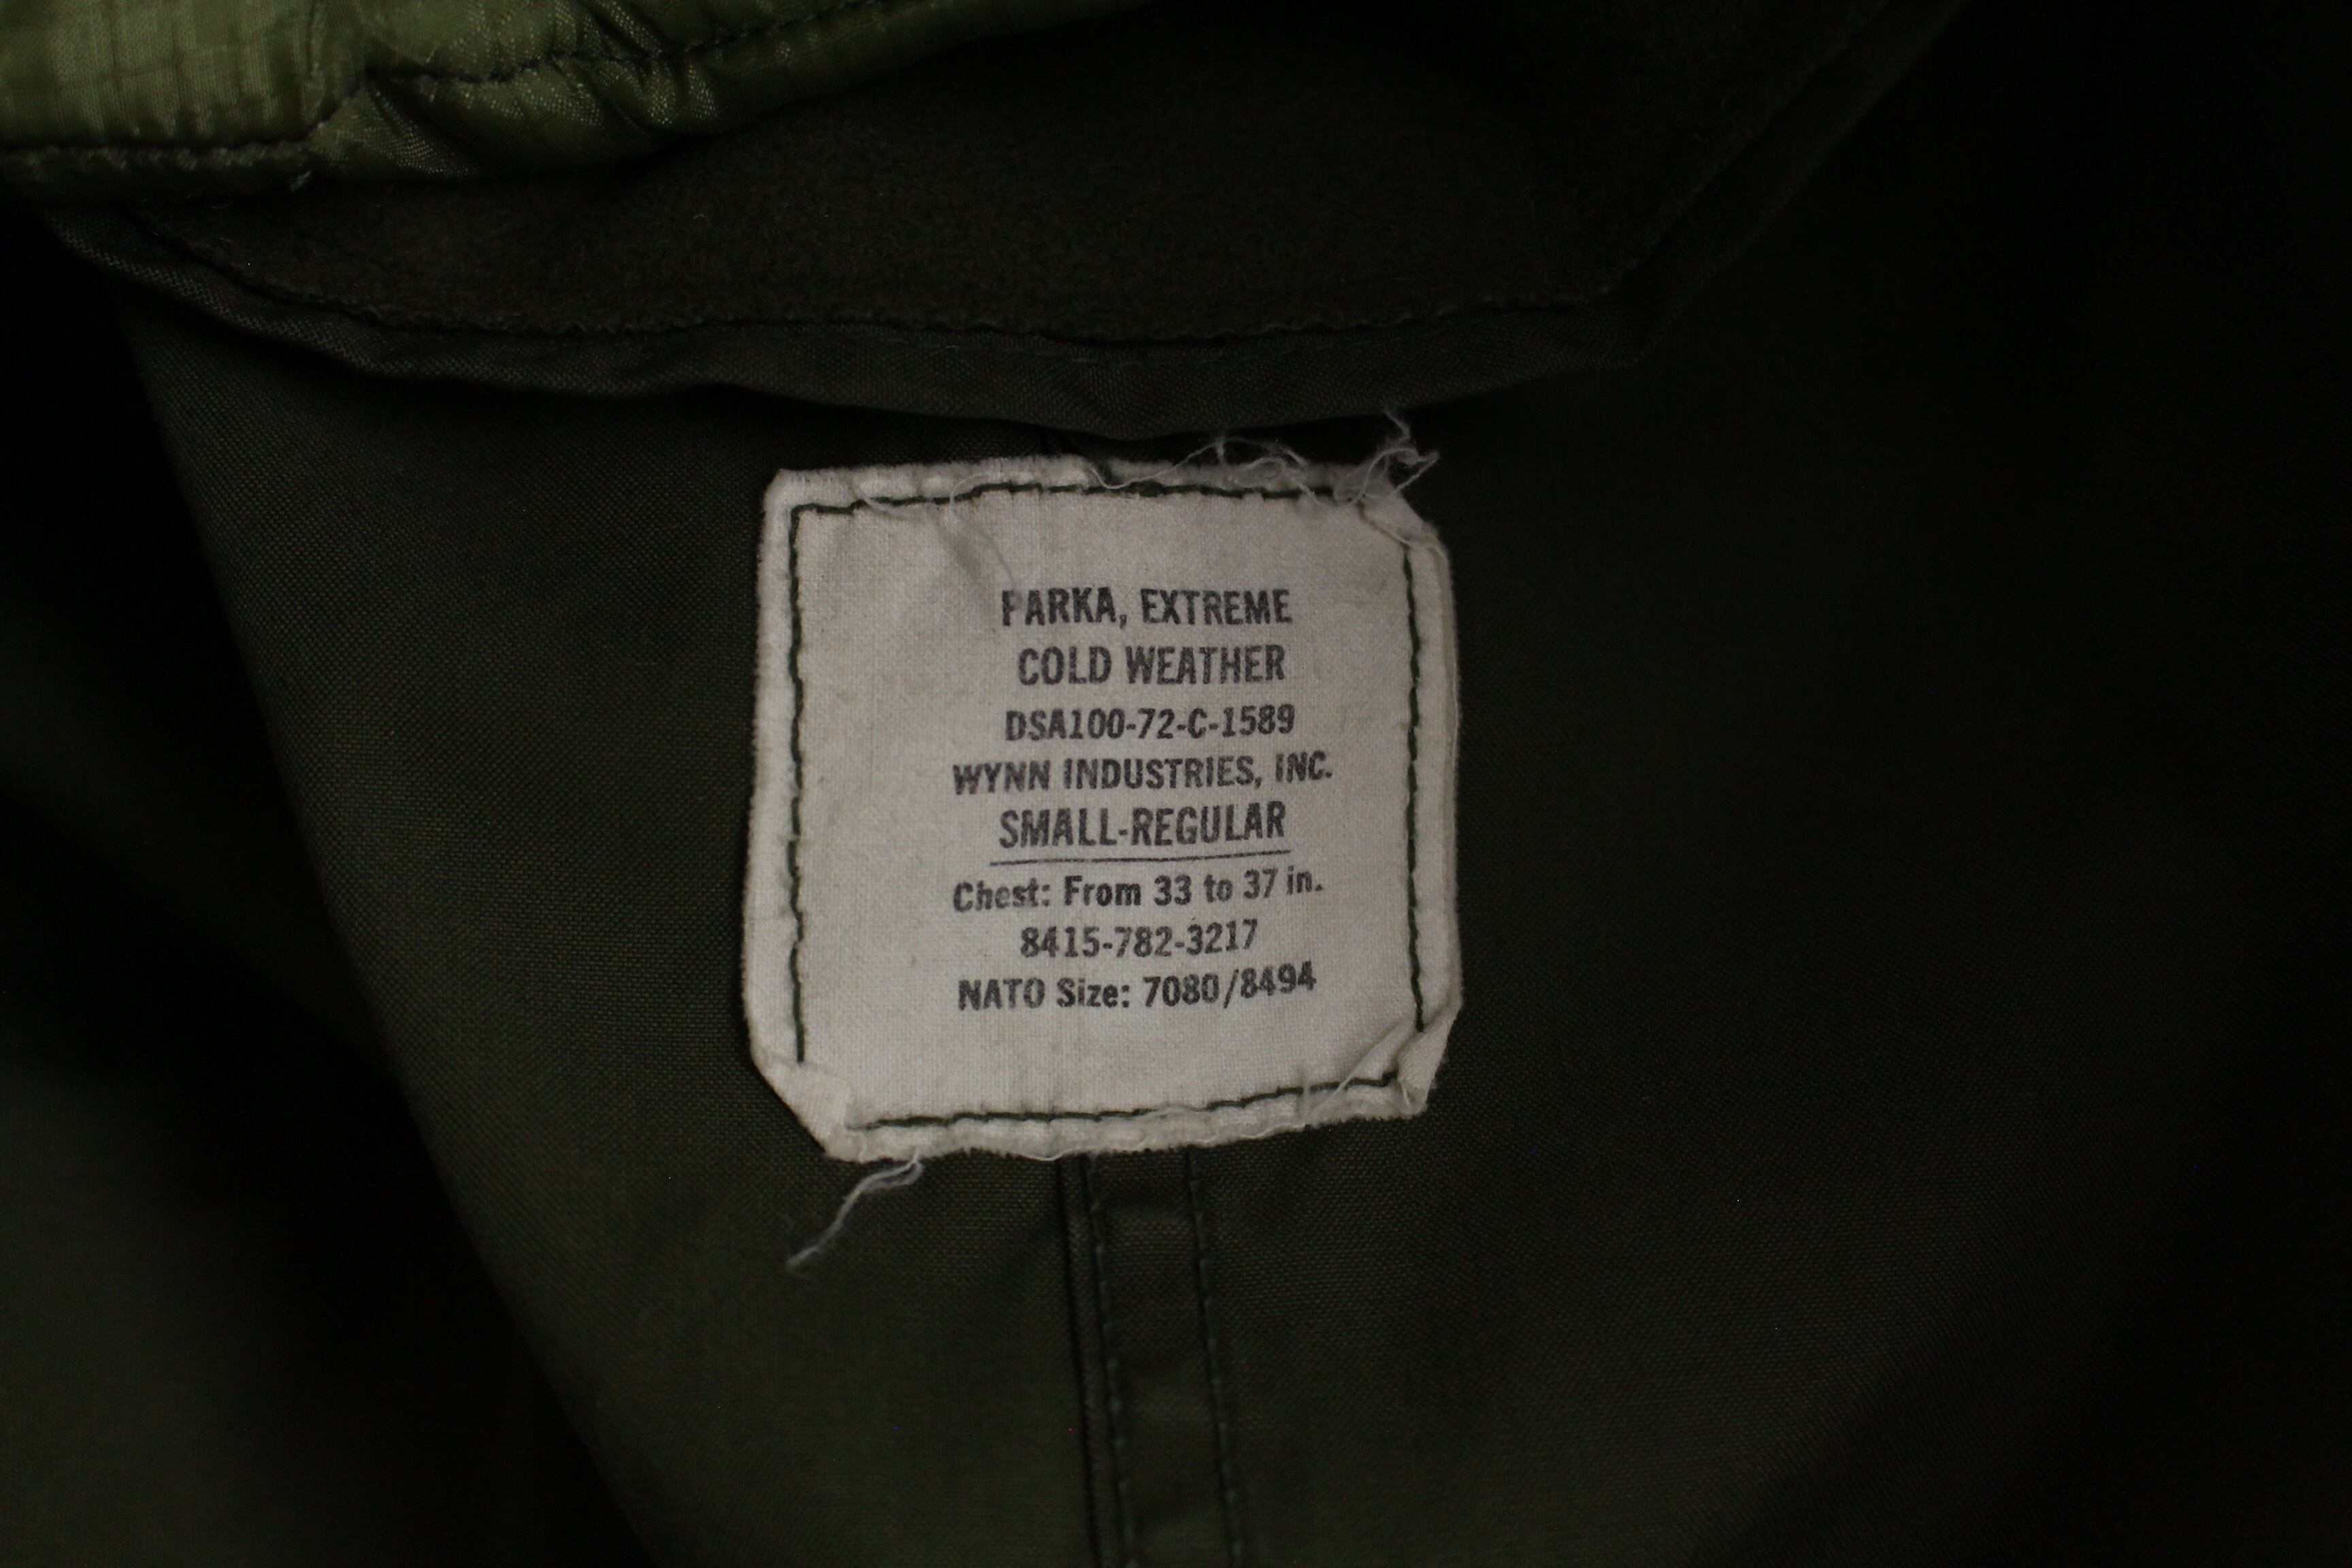 PARKA, EXTREME
COLD WEATHER
DSA100-72-C-1589
WYNN INDUSTRIES, INC.
SMALL-REGULAR
Chest: From 33 to 37 in.
8415-782-3217
NATO Size: 7080/8494